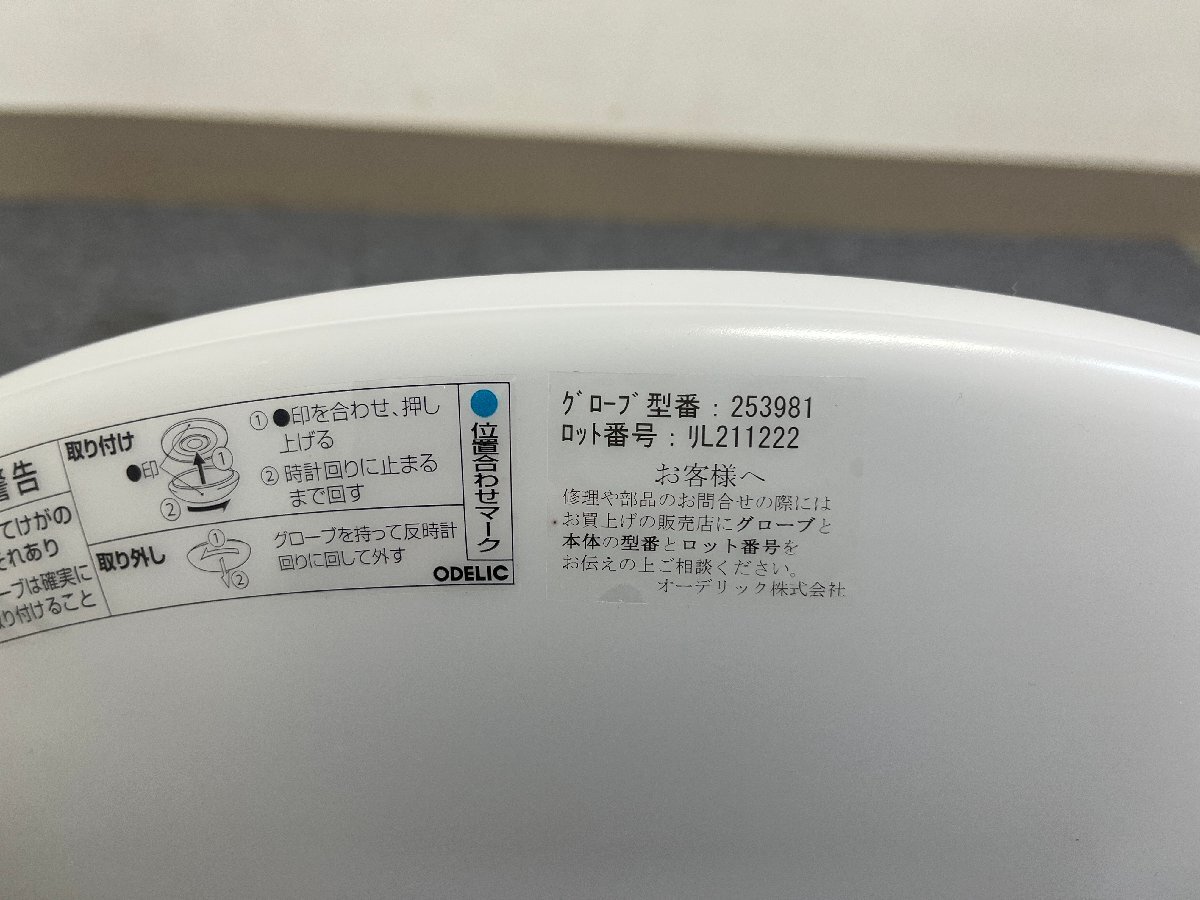 警告
てけがの
それあり
ーブは確実に
り付けること
取り付け
●印
①
②
① ●印を合わせ、押し
上げる
② 時計回りに止まる
まで回す
取り外し
①
②
グローブを持って反時計
回りに回して外す
ODELIC
位置合わせマーク
ｸﾞﾛｰﾌﾞ型番：253981
ﾛｯﾄ番号：ﾘL211222
お客様へ
修理や部品のお問合せの際には
お買上げの販売店にグローブと
本体の型番とロット番号を
お伝えの上ご相談ください。
オーデリック株式会社